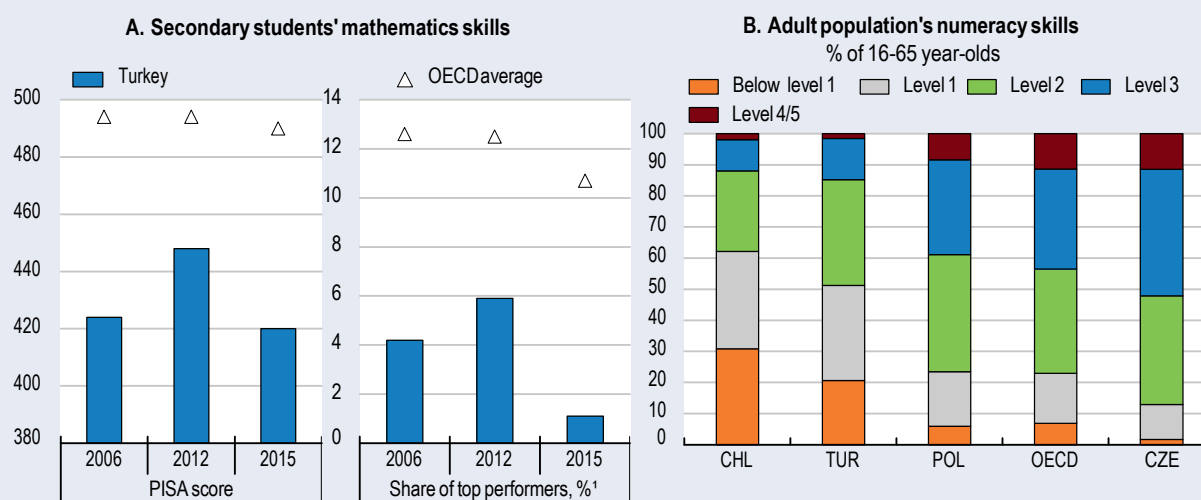 A. Secondary students' mathematics skills
Turkey
OECD average
500
480
460
440
420
400
380
2006
2012
2015
PISA score
14
12
10
8
6
4
2
0
2006
2012
2015
Share of top performers, %¹
B. Adult population's numeracy skills
% of 16-65 year-olds
Below level 1
Level 1
Level 2
Level 3
Level 4/5
100
90
80
70
60
50
40
30
20
10
0
CHL
TUR
POL
OECD
CZE